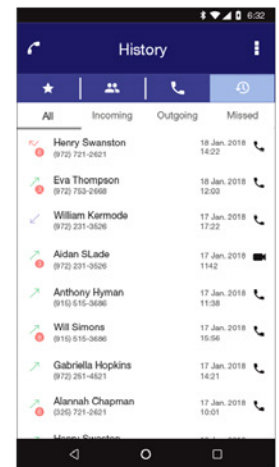 6:32
History
All Incoming Outgoing Missed
Henry Swanston 18 Jan. 2018
(972) 721-2621 14:22
Eva Thompson 18 Jan. 2018
(972) 753-2668 12:03
William Kermode 17 Jan. 2018
(972) 231-3526 17:22
Aidan SLade 17 Jan. 2018
(972) 231-3526 1142
Anthony Hyman 17 Jan. 2018
(915) 515-3686 11:38
Will Simons 17 Jan. 2018
(915) 515-3686 15:56
Gabriella Hopkins 17 Jan. 2018
(972) 261-4521 14:21
Alannah Chapman 17 Jan. 2018
(325) 721-2621 10:01